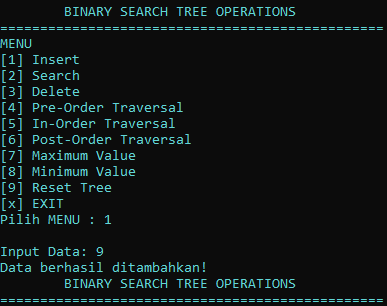 BINARY SEARCH TREE OPERATIONS
================================================
MENU
[1] Insert
[2] Search
[3] Delete
[4] Pre-Order Traversal
[5] In-Order Traversal
[6] Post-Order Traversal
[7] Maximum Value
[8] Minimum Value
[9] Reset Tree
[x] EXIT
Pilih MENU : 1
Input Data: 9
Data berhasil ditambahkan!
BINARY SEARCH TREE OPERATIONS
================================================